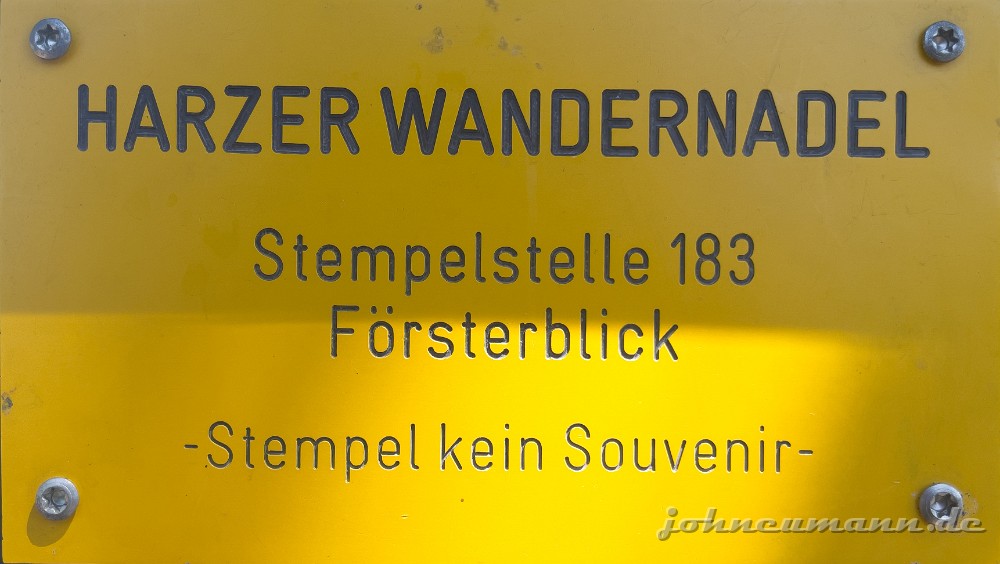 HARZER WANDERNADEL
Stempelstelle 183
Försterblick
-Stempel kein Souvenir-
johneumann.de